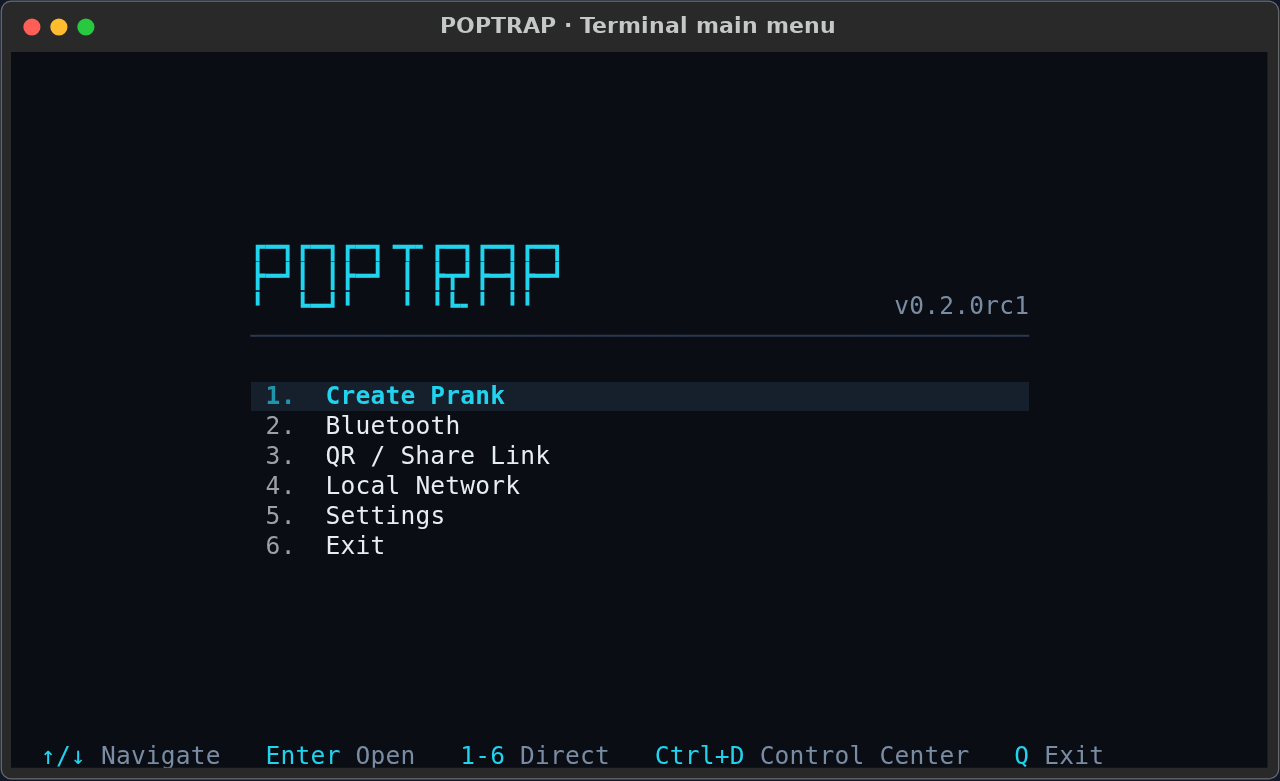 POPTRAP · Terminal main menu
POPTRAP
v0.2.0rc1
1. Create Prank
2. Bluetooth
3. QR / Share Link
4. Local Network
5. Settings
6. Exit
↑/↓ Navigate Enter Open 1-6 Direct Ctrl+D Control Center Q Exit